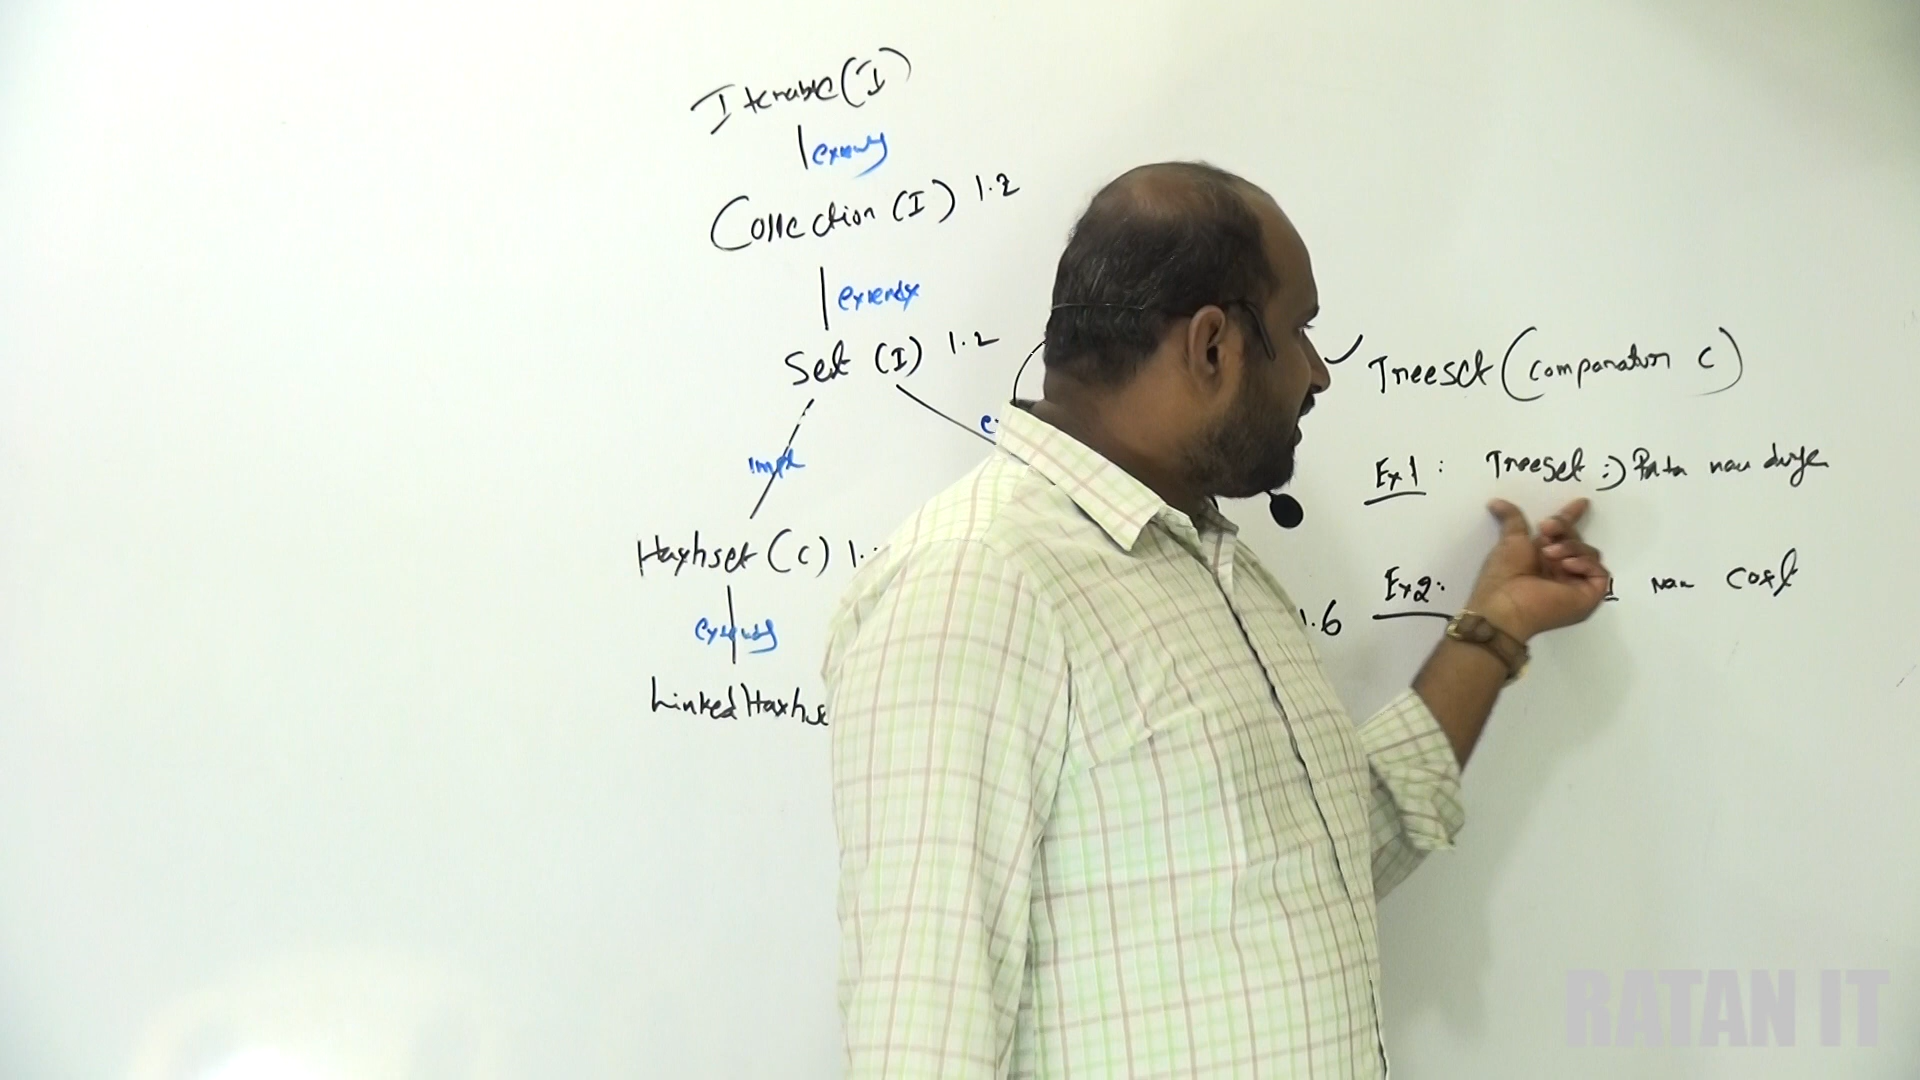 Iterable (I)
extends
Collection (I) 1.2
extends
Set (I) 1.2
impl
Hashset (C) 1.
extends
LinkedHashse
1.6
Treeset (Comparator c)
Ex1 : Treeset :)
Ex2:
RATAN IT